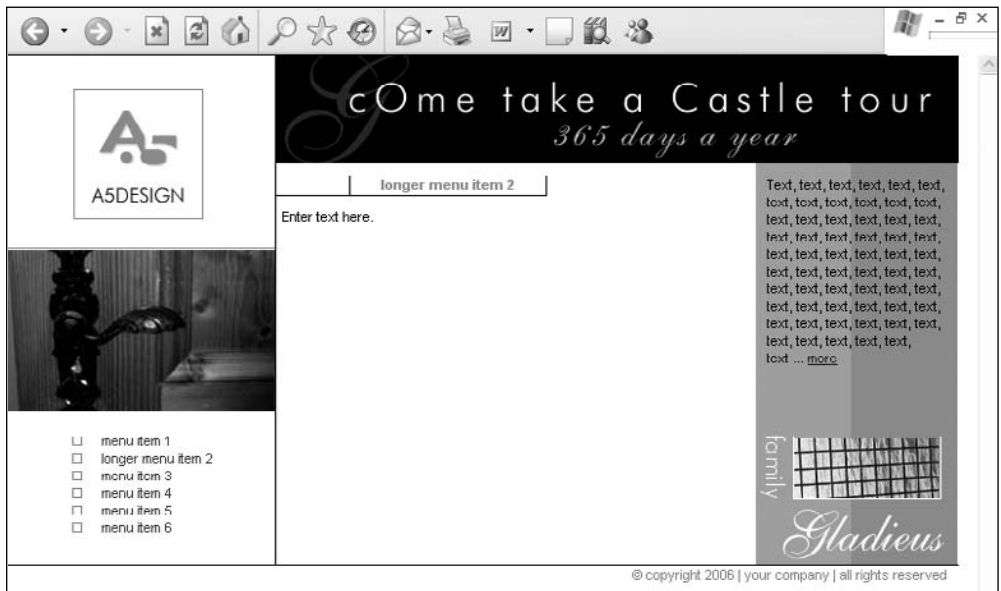 A5
A5DESIGN
cOme take a Castle tour
365 days a year
longer menu item 2
Enter text here.
menu item 1
longer menu item 2
menu item 3
menu item 4
menu item 5
menu item 6
Text, text, text, text, text, text,
text, text, text, text, text, text,
text, text, text, text, text, text,
text, text, text, text, text, text,
text, text, text, text, text, text,
text, text, text, text, text, text,
text, text, text, text, text, text,
text, text, text, text, text, text,
text, text, text, text, text, text,
text, text, text, text, text,
text ... more
family
Gladieus
© copyright 2006 | your company | all rights reserved